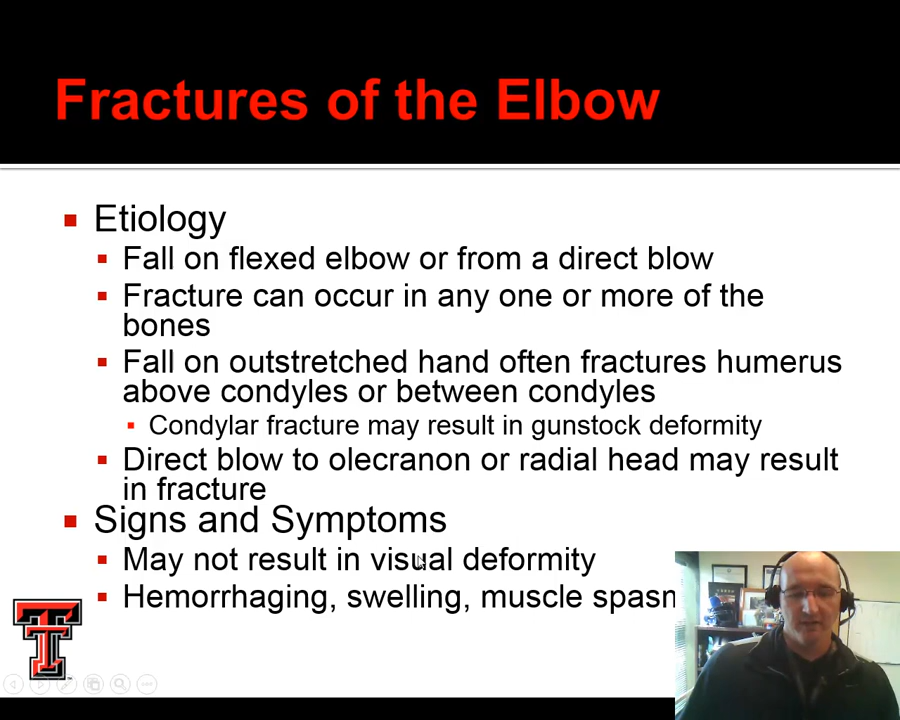 Fractures of the Elbow
Etiology
Fall on flexed elbow or from a direct blow
Fracture can occur in any one or more of the
bones
Fall on outstretched hand often fractures humerus
above condyles or between condyles
Condylar fracture may result in gunstock deformity
Direct blow to olecranon or radial head may result
in fracture
Signs and Symptoms
May not result in visual deformity
Hemorrhaging, swelling, muscle